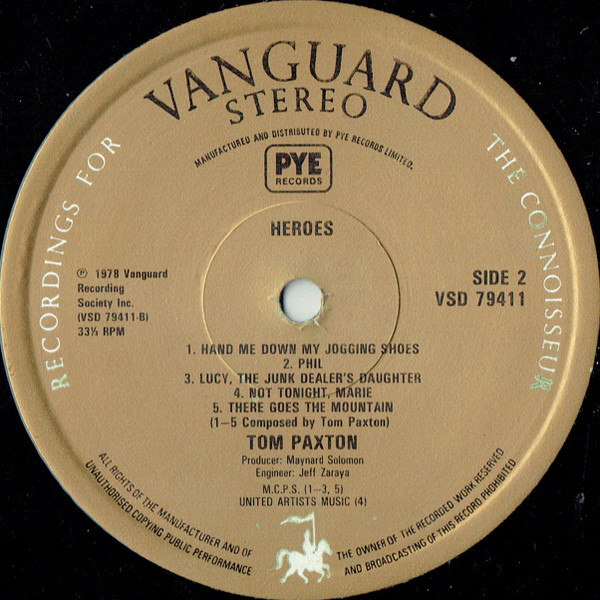 VANGUARD
STEREO
RECORDINGS FOR
THE CONNOISSEUR
MANUFACTURED AND DISTRIBUTED BY PYE RECORDS LIMITED.
PYE
RECORDS
HEROES
℗ 1978 Vanguard
Recording
Society Inc.
(VSD 79411-B)
33⅓ RPM
SIDE 2
VSD 79411
1. HAND ME DOWN MY JOGGING SHOES
2. PHIL
3. LUCY, THE JUNK DEALER'S DAUGHTER
4. NOT TONIGHT, MARIE
5. THERE GOES THE MOUNTAIN
(1–5 Composed by Tom Paxton)
TOM PAXTON
Producer: Maynard Solomon
Engineer: Jeff Zaraya
M.C.P.S. (1–3, 5)
UNITED ARTISTS MUSIC (4)
ALL RIGHTS OF THE MANUFACTURER AND OF
THE OWNER OF THE RECORDED WORK RESERVED
UNAUTHORISED COPYING PUBLIC PERFORMANCE
AND BROADCASTING OF THIS RECORD PROHIBITED